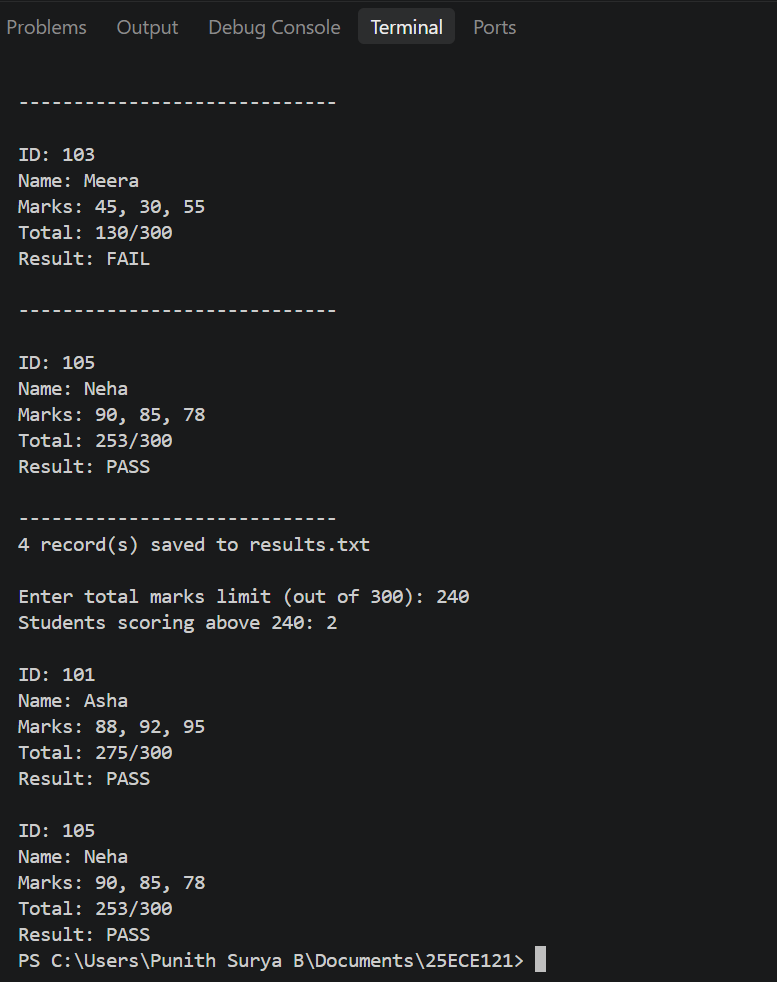 Problems Output Debug Console Terminal Ports
-----------------------------
ID: 103
Name: Meera
Marks: 45, 30, 55
Total: 130/300
Result: FAIL
-----------------------------
ID: 105
Name: Neha
Marks: 90, 85, 78
Total: 253/300
Result: PASS
-----------------------------
4 record(s) saved to results.txt
Enter total marks limit (out of 300): 240
Students scoring above 240: 2
ID: 101
Name: Asha
Marks: 88, 92, 95
Total: 275/300
Result: PASS
ID: 105
Name: Neha
Marks: 90, 85, 78
Total: 253/300
Result: PASS
PS C:\Users\Punith Surya B\Documents\25ECE121>